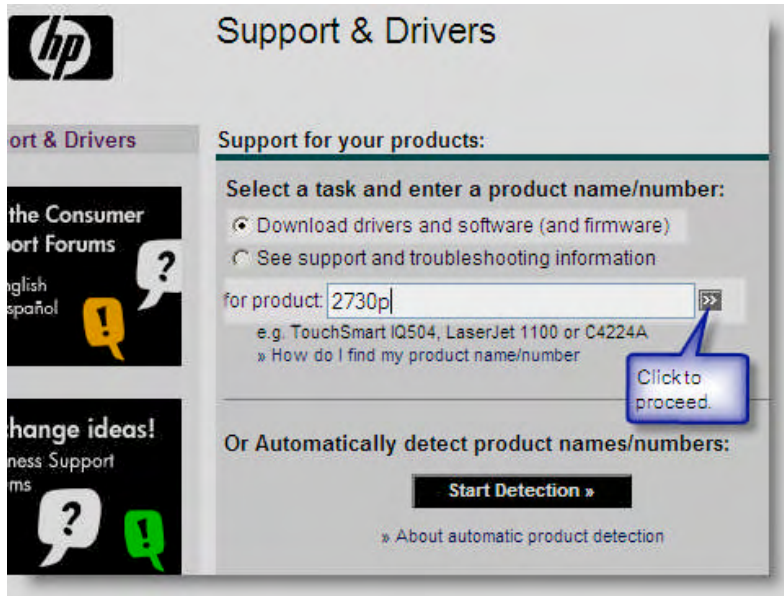 hp
Support & Drivers
ort & Drivers
the Consumer
ort Forums
nglish
spañol
?
!
hange ideas!
ness Support
ms
?
!
Support for your products:
Select a task and enter a product name/number:
Download drivers and software (and firmware)
See support and troubleshooting information
for product: 2730p
>>
e.g. TouchSmart IQ504, LaserJet 1100 or C4224A
» How do I find my product name/number
Click to
proceed.
Or Automatically detect product names/numbers:
Start Detection »
» About automatic product detection